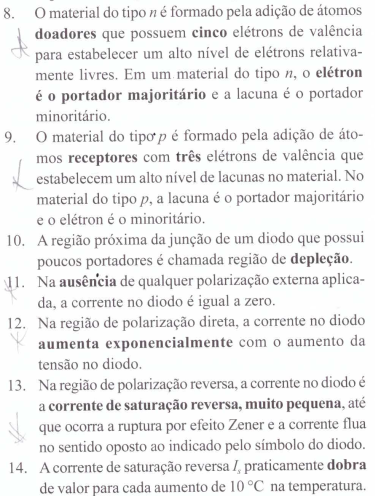 8. O material do tipo n é formado pela adição de átomos
doadores que possuem cinco elétrons de valência
para estabelecer um alto nível de elétrons relativa-
mente livres. Em um material do tipo n, o elétron
é o portador majoritário e a lacuna é o portador
minoritário.
9. O material do tipo p é formado pela adição de áto-
mos receptores com três elétrons de valência que
estabelecem um alto nível de lacunas no material. No
material do tipo p, a lacuna é o portador majoritário
e o elétron é o minoritário.
10. A região próxima da junção de um diodo que possui
poucos portadores é chamada região de depleção.
11. Na ausência de qualquer polarização externa aplica-
da, a corrente no diodo é igual a zero.
12. Na região de polarização direta, a corrente no diodo
aumenta exponencialmente com o aumento da
tensão no diodo.
13. Na região de polarização reversa, a corrente no diodo é
a corrente de saturação reversa, muito pequena, até
que ocorra a ruptura por efeito Zener e a corrente flua
no sentido oposto ao indicado pelo símbolo do diodo.
14. A corrente de saturação reversa Is praticamente dobra
de valor para cada aumento de 10 °C na temperatura.